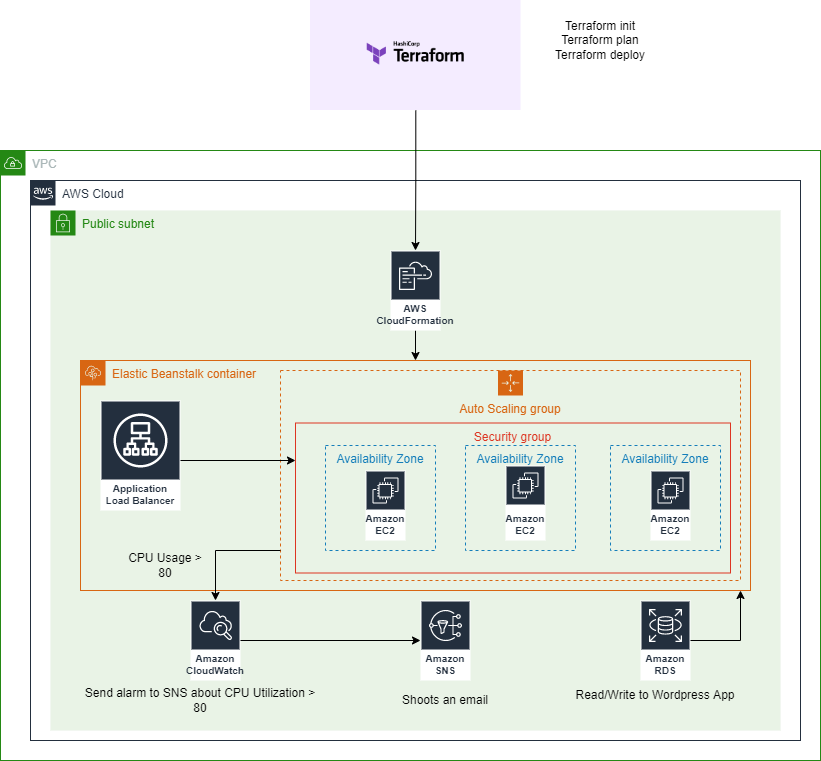 HashiCorp
Terraform
Terraform init
Terraform plan
Terraform deploy
VPC
aws
AWS Cloud
Public subnet
AWS
CloudFormation
Elastic Beanstalk container
Auto Scaling group
Security group
Application
Load Balancer
Availability Zone
Amazon
EC2
Availability Zone
Amazon
EC2
Availability Zone
Amazon
EC2
CPU Usage >
80
Amazon
CloudWatch
Send alarm to SNS about CPU Utilization >
80
Amazon
SNS
Shoots an email
Amazon
RDS
Read/Write to Wordpress App